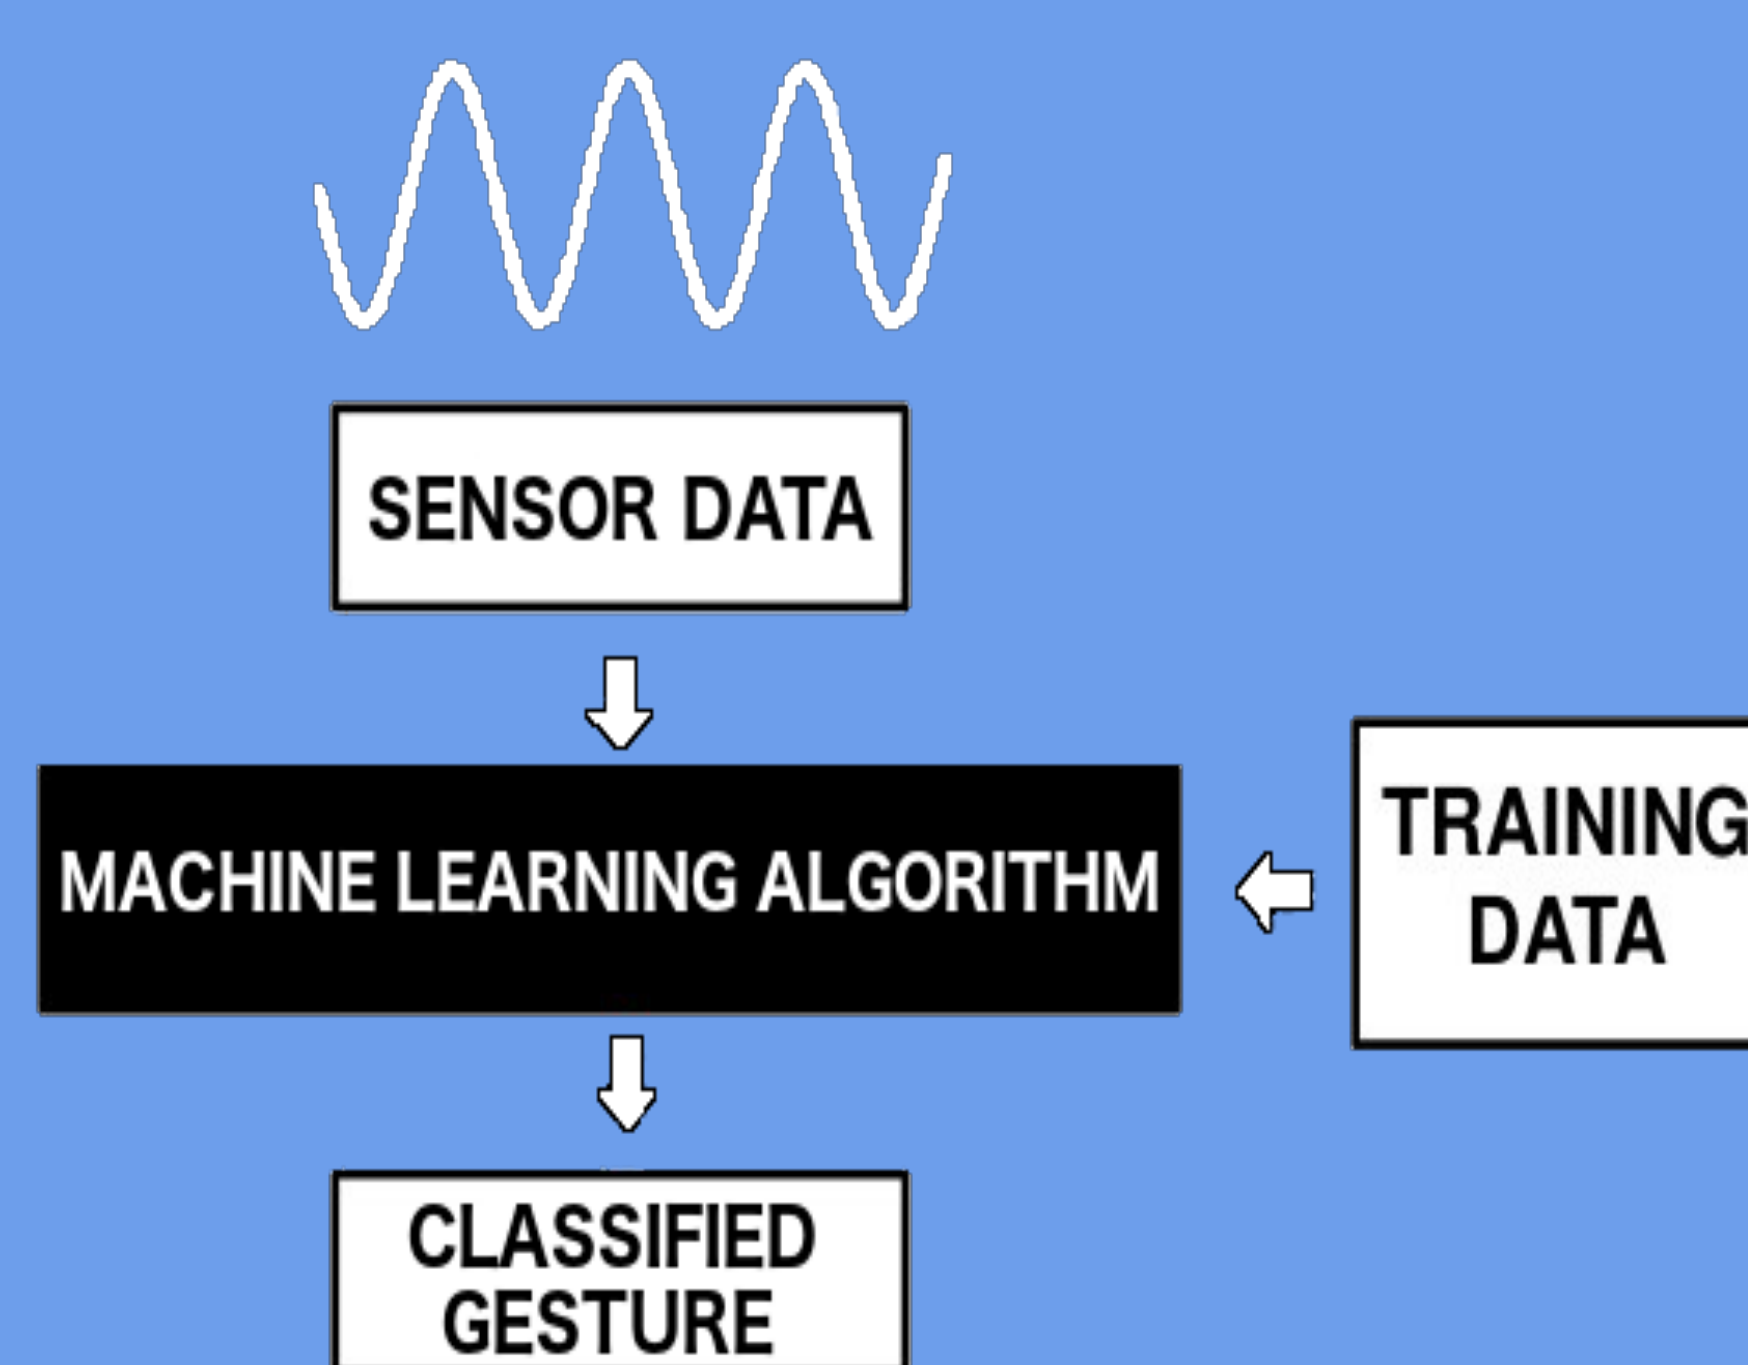 SENSOR DATA
MACHINE LEARNING ALGORITHM
TRAINING
DATA
CLASSIFIED
GESTURE